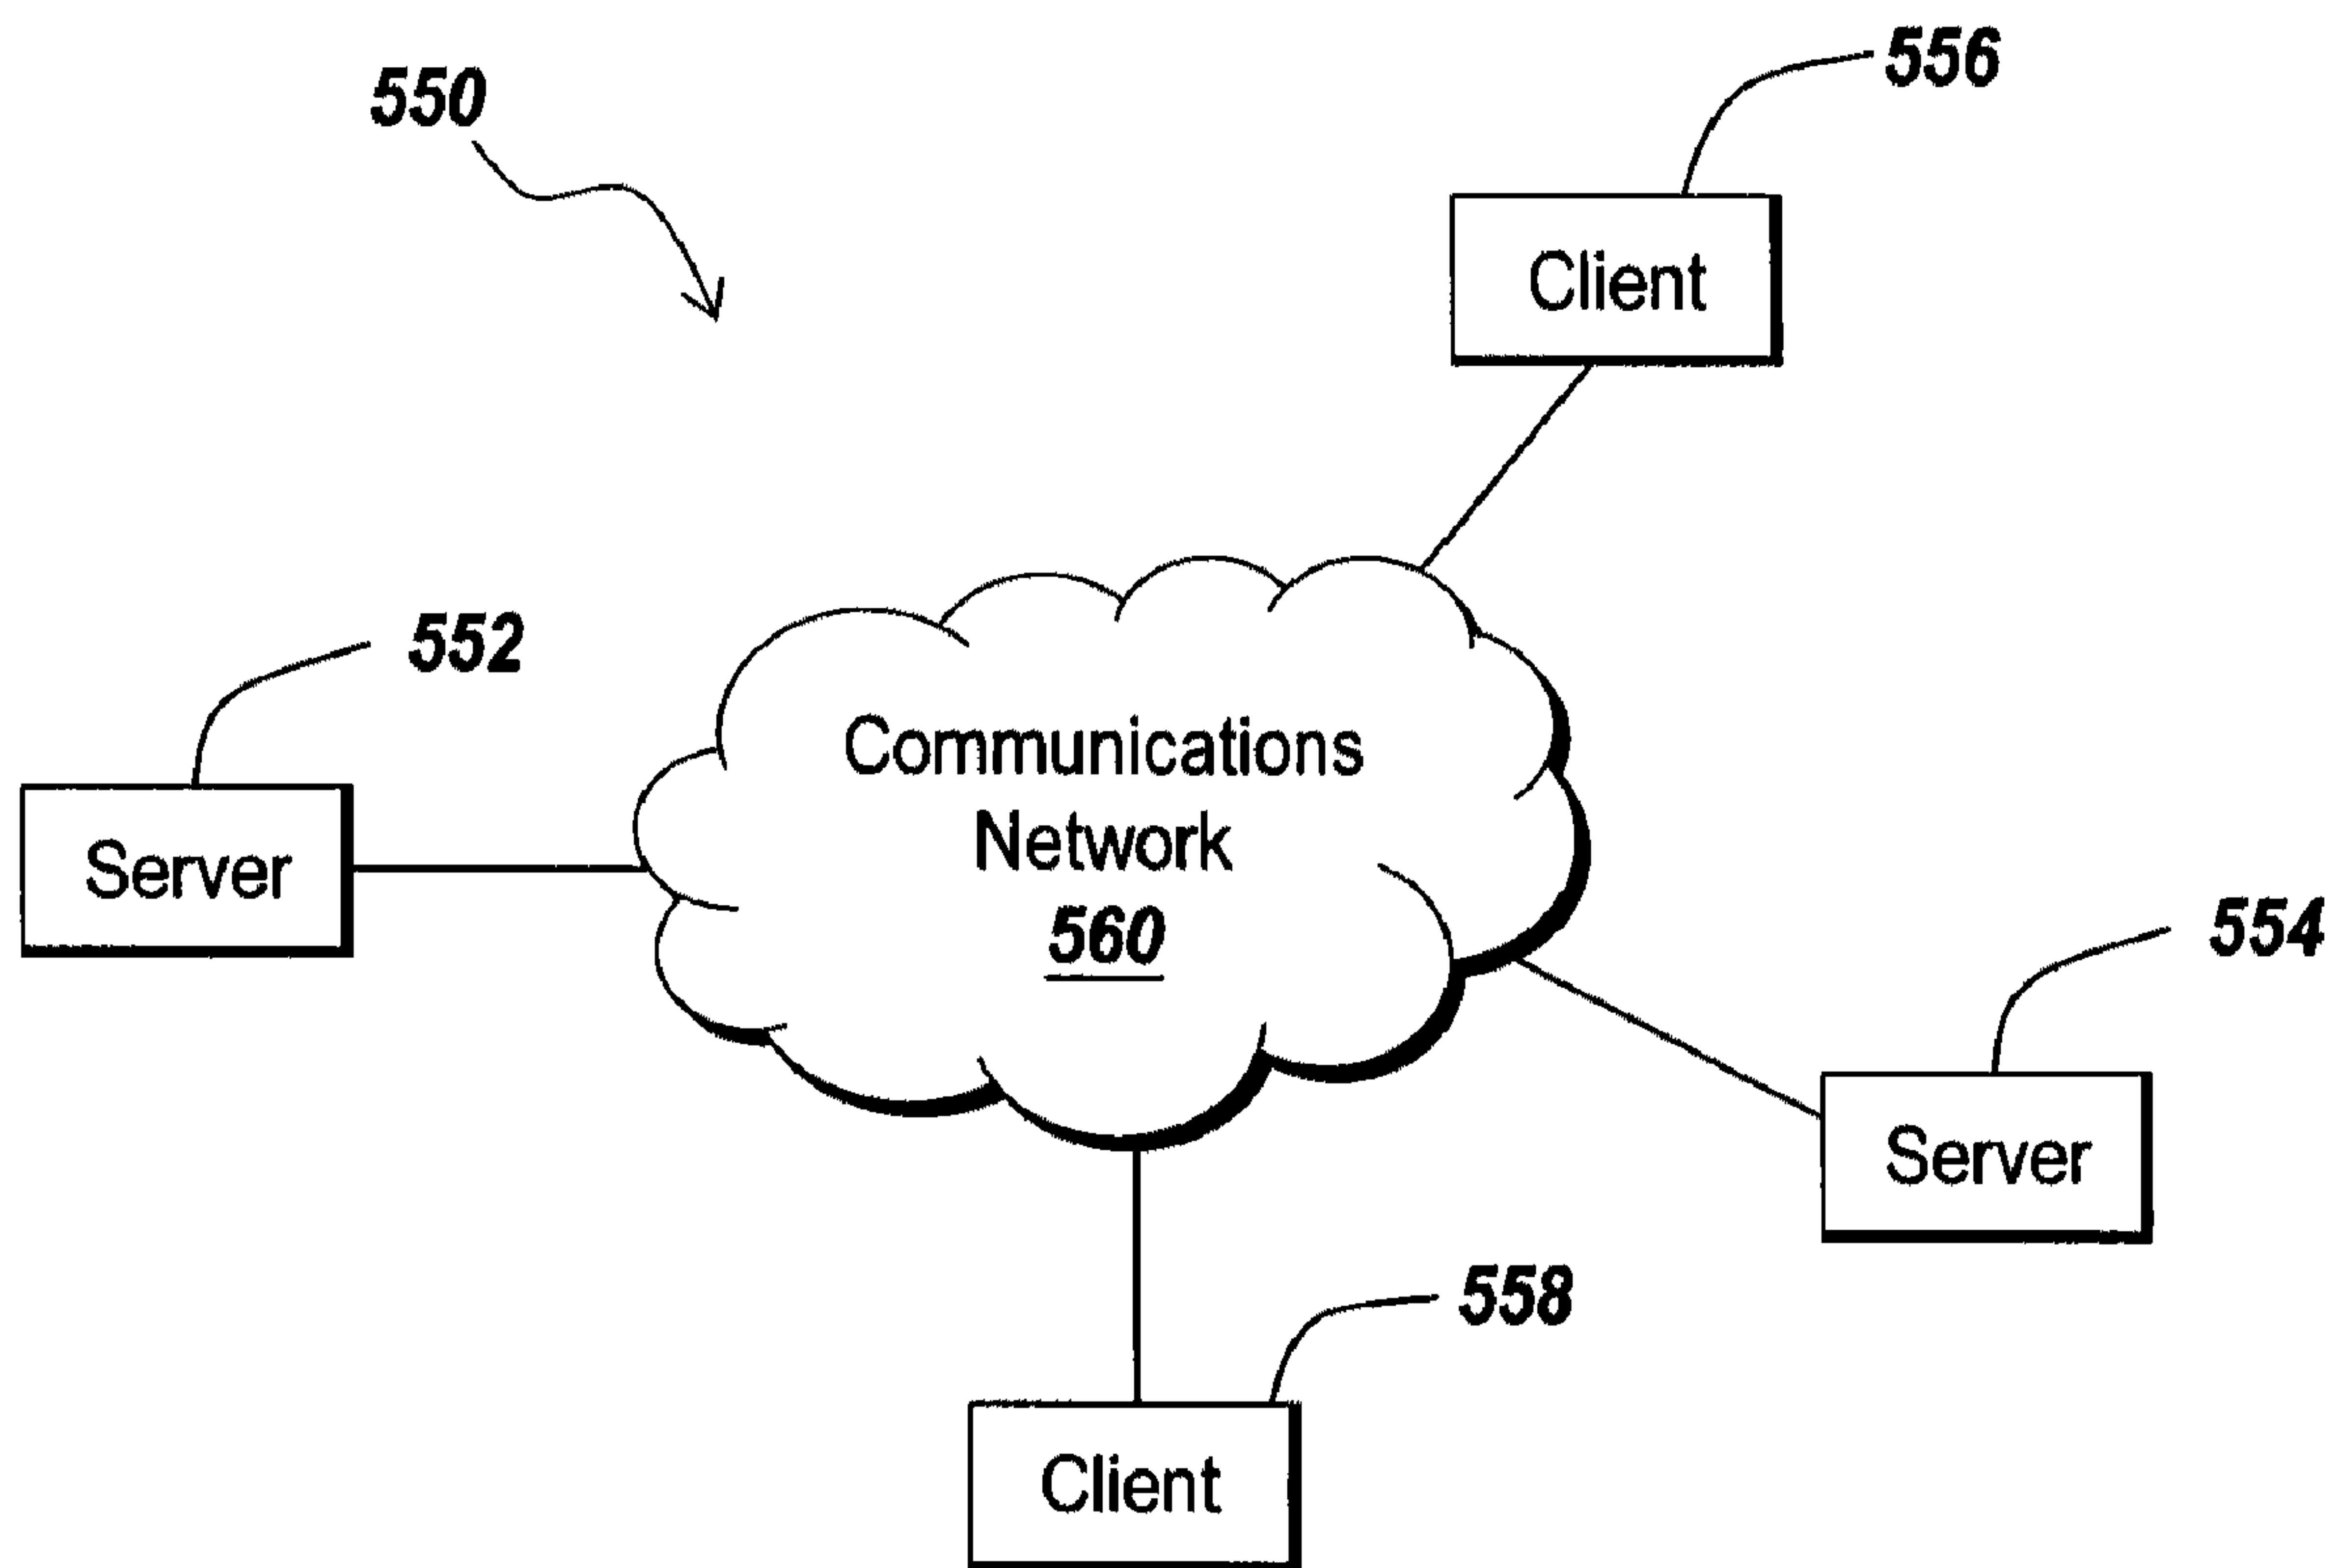 550
556
Client
552
Communications
Network
560
Server
554
Server
558
Client